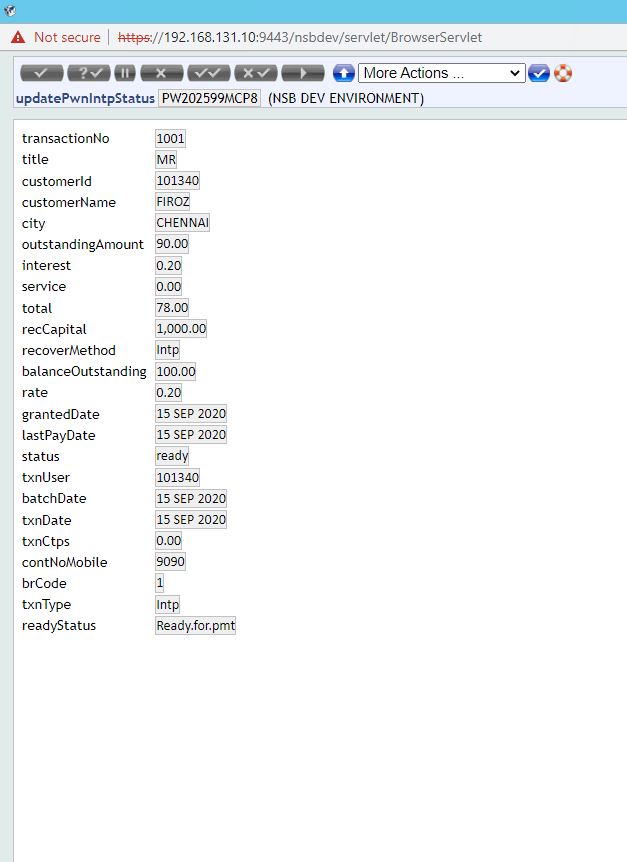 Not secure | https://192.168.131.10:9443/nsbdev/servlet/BrowserServlet
More Actions ...
updatePwnIntpStatus PW202599MCP8 (NSB DEV ENVIRONMENT)
transactionNo 1001
title MR
customerId 101340
customerName FIROZ
city CHENNAI
outstandingAmount 90.00
interest 0.20
service 0.00
total 78.00
recCapital 1,000.00
recoverMethod Intp
balanceOutstanding 100.00
rate 0.20
grantedDate 15 SEP 2020
lastPayDate 15 SEP 2020
status ready
txnUser 101340
batchDate 15 SEP 2020
txnDate 15 SEP 2020
txnCtps 0.00
contNoMobile 9090
brCode 1
txnType Intp
readyStatus Ready.for.pmt